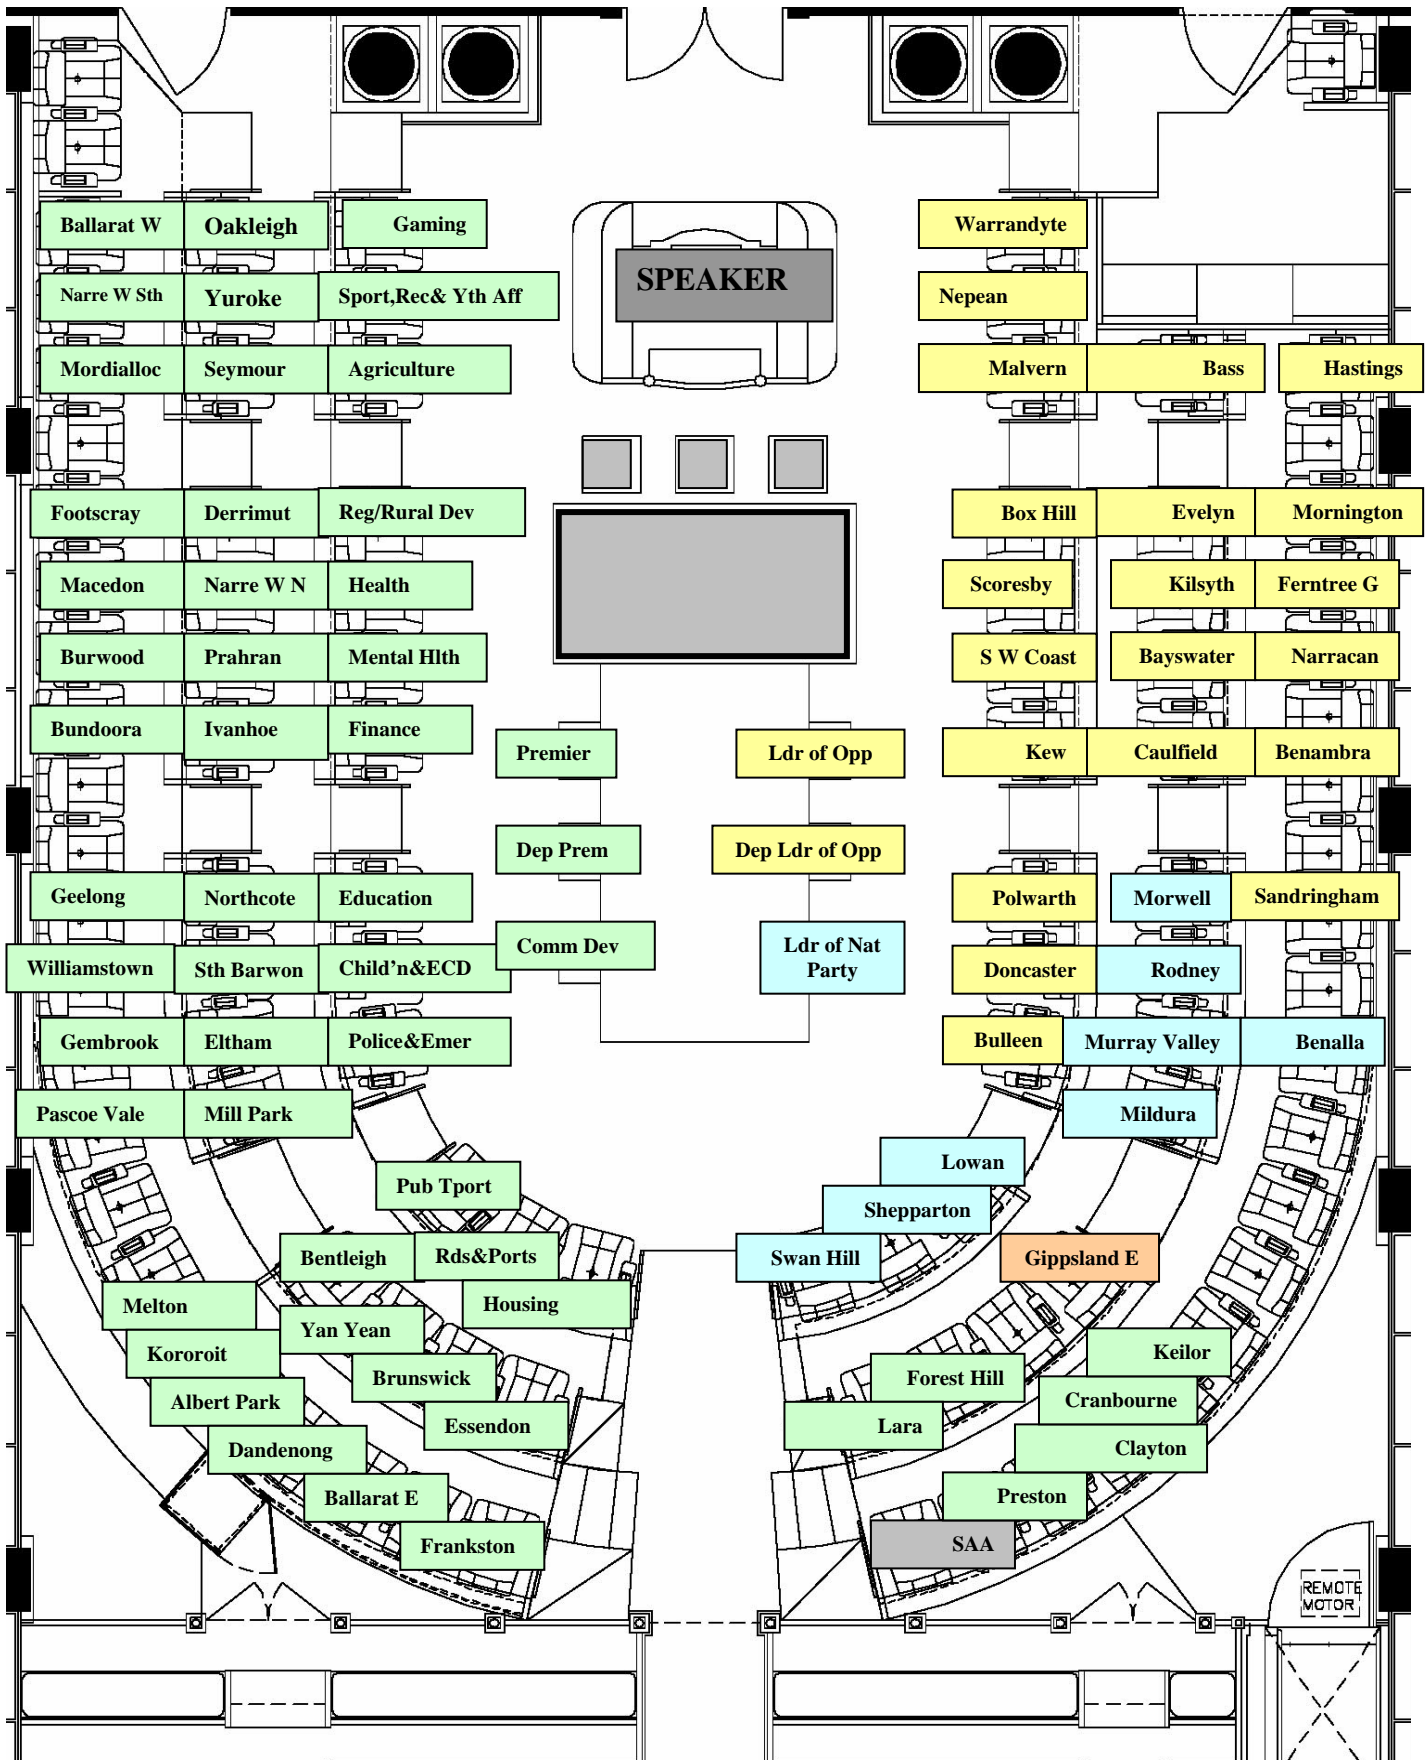 Ballarat W Oakleigh Gaming Warrandyte
SPEAKER
Narre W Sth Yuroke Sport,Rec& Yth Aff Nepean
Mordialloc Seymour Agriculture Malvern Bass Hastings
Footscray Derrimut Reg/Rural Dev Box Hill Evelyn Mornington
Macedon Narre W N Health Scoresby Kilsyth Ferntree G
Burwood Prahran Mental Hlth S W Coast Bayswater Narracan
Bundoora Ivanhoe Finance
Premier Ldr of Opp Kew Caulfield Benambra
Dep Prem Dep Ldr of Opp
Geelong Northcote Education Polwarth Morwell Sandringham
Comm Dev Ldr of Nat
Party
Williamstown Sth Barwon Child'n&ECD Doncaster Rodney
Gembrook Eltham Police&Emer Bulleen Murray Valley Benalla
Pascoe Vale Mill Park Mildura
Lowan
Pub Tport
Shepparton
Bentleigh Rds&Ports Swan Hill Gippsland E
Melton Housing
Yan Yean
Kororoit Keilor
Brunswick Forest Hill
Albert Park Cranbourne
Essendon Lara
Dandenong Clayton
Ballarat E Preston
Frankston SAA
REMOTE
MOTOR